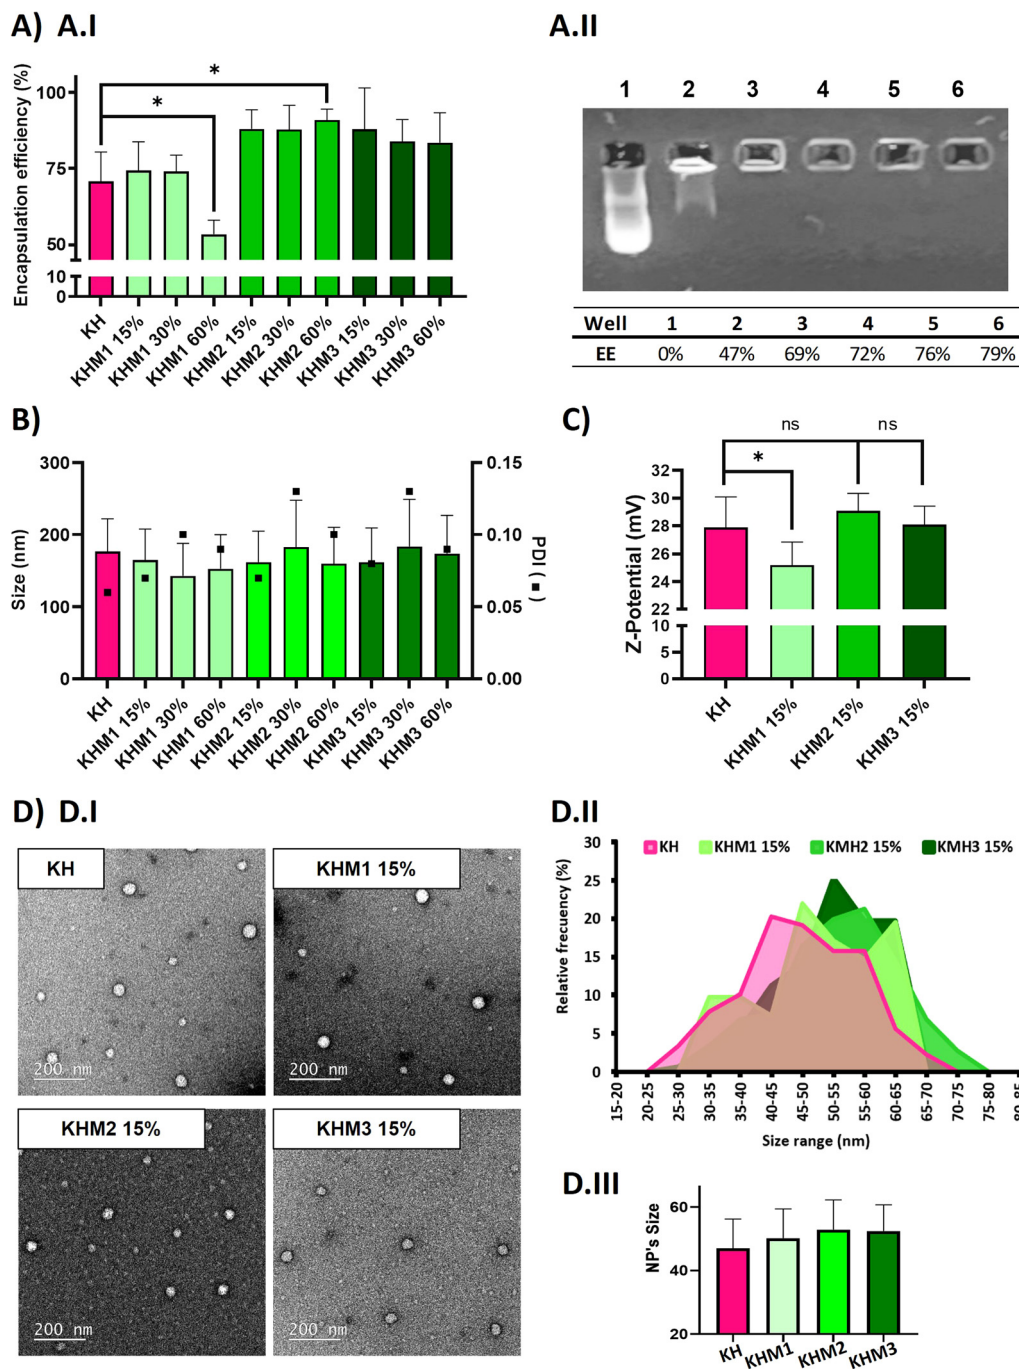 A) A.I
Encapsulation efficiency (%)
100
75
50
10
0
*
*
KH
KHM1 15%
KHM1 30%
KHM1 60%
KHM2 15%
KHM2 30%
KHM2 60%
KHM3 15%
KHM3 30%
KHM3 60%
A.II
1 2 3 4 5 6
Well 1 2 3 4 5 6
EE 0% 47% 69% 72% 76% 79%
B)
Size (nm)
300
200
100
0
0.15
0.10
0.05
0.00
PDI (■)
KH
KHM1 15%
KHM1 30%
KHM1 60%
KHM2 15%
KHM2 30%
KHM2 60%
KHM3 15%
KHM3 30%
KHM3 60%
C)
ns ns
*
Z-Potential (mV)
32
30
28
26
24
22
10
5
0
KH
KHM1 15%
KHM2 15%
KHM3 15%
D) D.I
KH
200 nm
KHM1 15%
200 nm
KHM2 15%
200 nm
KHM3 15%
200 nm
D.II
KH KHM1 15% KMH2 15% KMH3 15%
Relative frecuency (%)
30
25
20
15
10
5
0
15-20
20-25
25-30
30-35
35-40
40-45
45-50
50-55
55-60
60-65
65-70
70-75
75-80
80-85
Size range (nm)
D.III
NP's Size
60
40
20
KH
KHM1
KHM2
KHM3